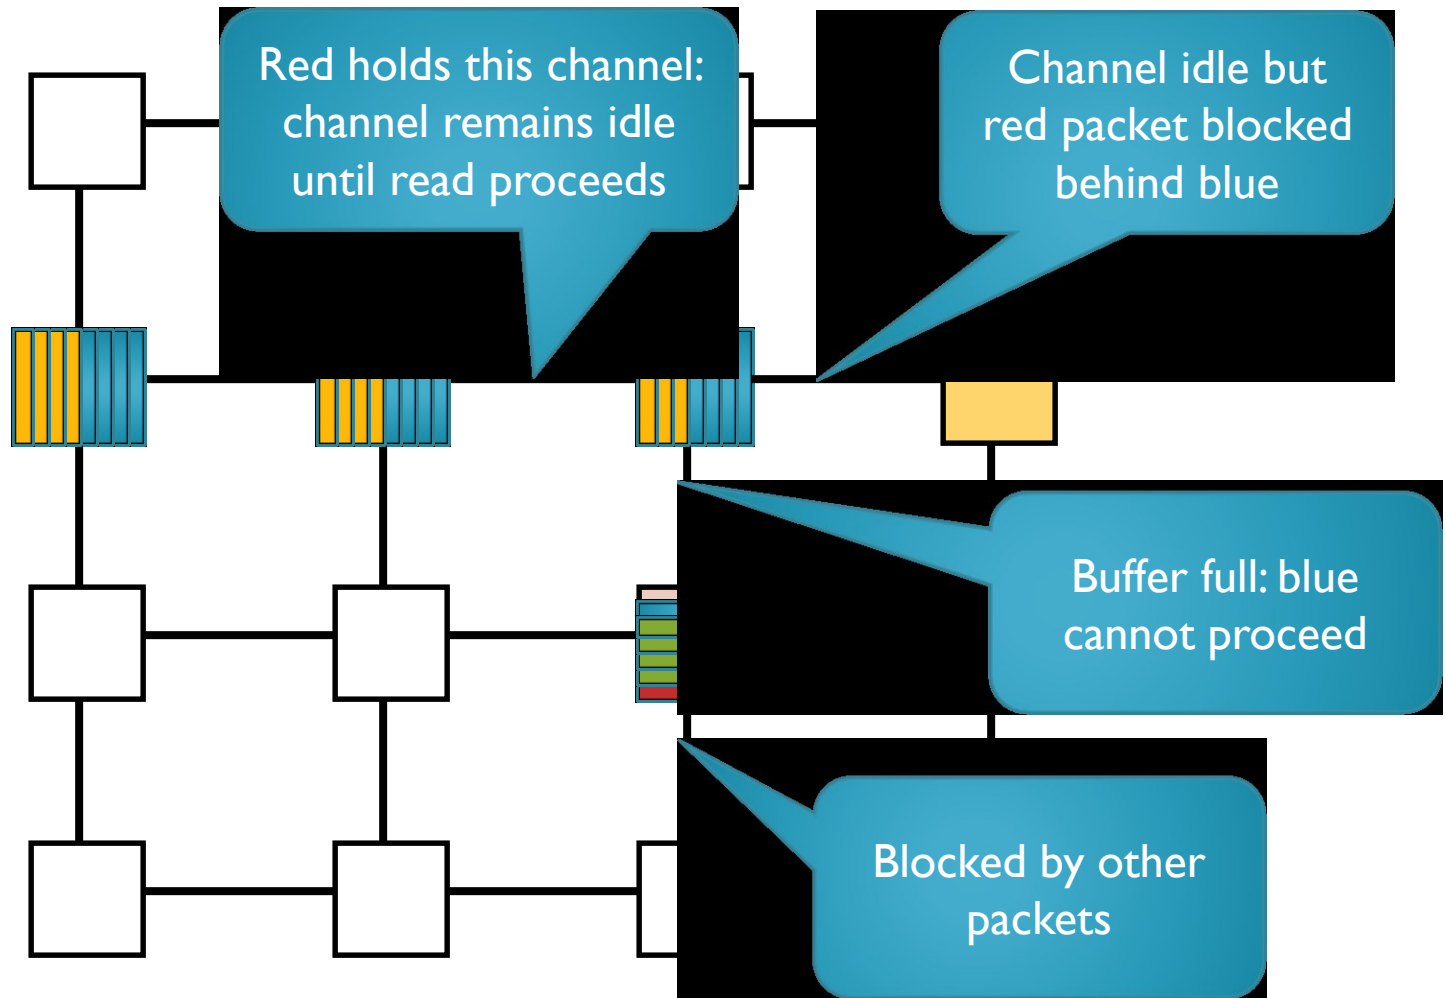 Red holds this channel:
channel remains idle
until read proceeds
Channel idle but
red packet blocked
behind blue
Buffer full: blue
cannot proceed
Blocked by other
packets